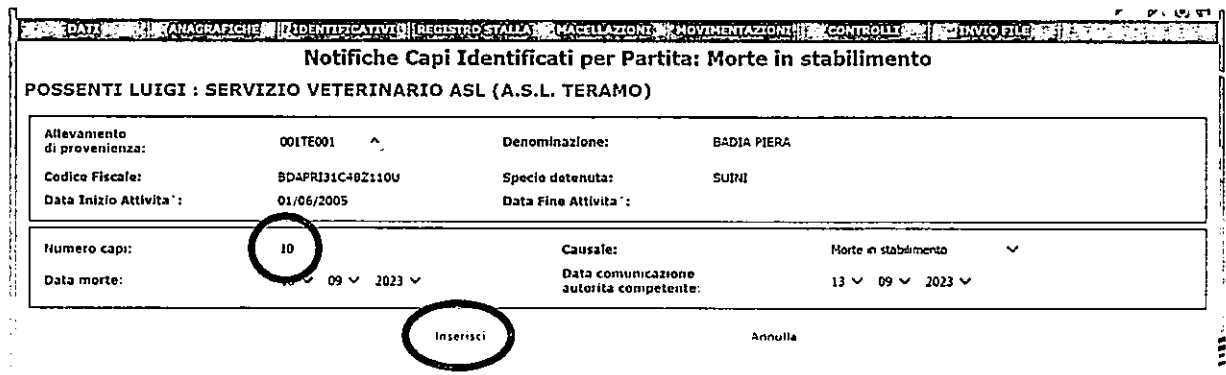 DATI ANAGRAFICHE IDENTIFICATIVI REGISTRO STALLA MACELLAZIONI MOVIMENTAZIONI CONTROLLI INVIO FILE
Notifiche Capi Identificati per Partita: Morte in stabilimento
POSSENTI LUIGI : SERVIZIO VETERINARIO ASL (A.S.L. TERAMO)
Allevamento
di provenienza: 001TE001 Denominazione: BADIA PIERA
Codice Fiscale: BDAPRI31C48Z110U Specie detenuta: SUINI
Data Inizio Attivita`: 01/06/2005 Data Fine Attivita`:
Numero capi: 10 Causale: Morte in stabilimento
Data morte: 09 2023 Data comunicazione autorita competente: 13 09 2023
Inserisci Annulla